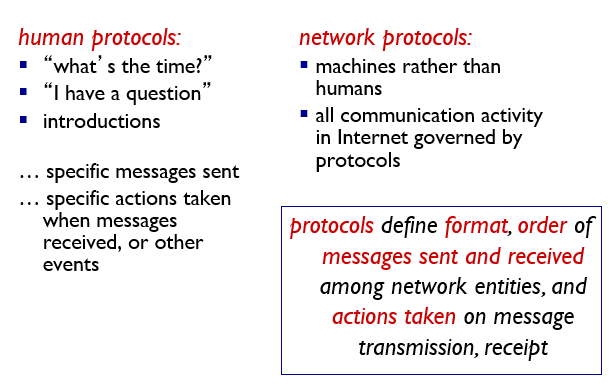 human protocols:
▪ “what’s the time?”
▪ “I have a question”
▪ introductions
… specific messages sent
… specific actions taken
when messages
received, or other
events
network protocols:
▪ machines rather than
humans
▪ all communication activity
in Internet governed by
protocols
protocols define format, order of
messages sent and received
among network entities, and
actions taken on message
transmission, receipt